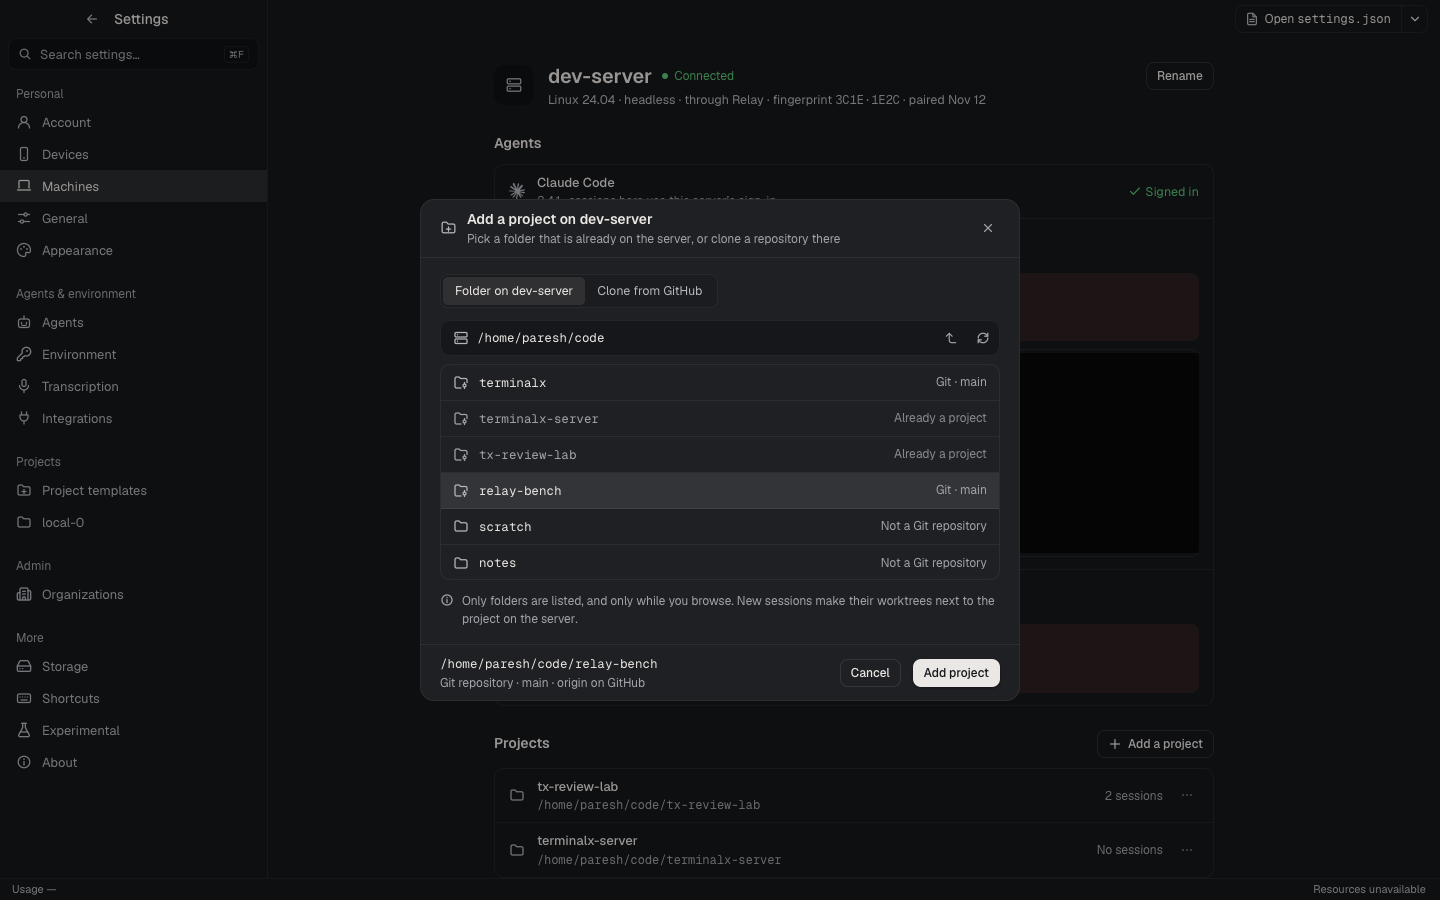 Settings
Open settings.json
Search settings...
⌘F
Personal
Account
Devices
Machines
General
Appearance
Agents & environment
Agents
Environment
Transcription
Integrations
Projects
Project templates
local-0
Admin
Organizations
More
Storage
Shortcuts
Experimental
About
dev-server
Connected
Rename
Linux 24.04 · headless · through Relay · fingerprint 3C1E·1E2C · paired Nov 12
Agents
Claude Code
Signed in
Add a project on dev-server
Pick a folder that is already on the server, or clone a repository there
Folder on dev-server
Clone from GitHub
/home/paresh/code
terminalx
Git · main
terminalx-server
Already a project
tx-review-lab
Already a project
relay-bench
Git · main
scratch
Not a Git repository
notes
Not a Git repository
Only folders are listed, and only while you browse. New sessions make their worktrees next to the
project on the server.
/home/paresh/code/relay-bench
Git repository · main · origin on GitHub
Cancel
Add project
Projects
Add a project
tx-review-lab
/home/paresh/code/tx-review-lab
2 sessions
terminalx-server
/home/paresh/code/terminalx-server
No sessions
Usage —
Resources unavailable